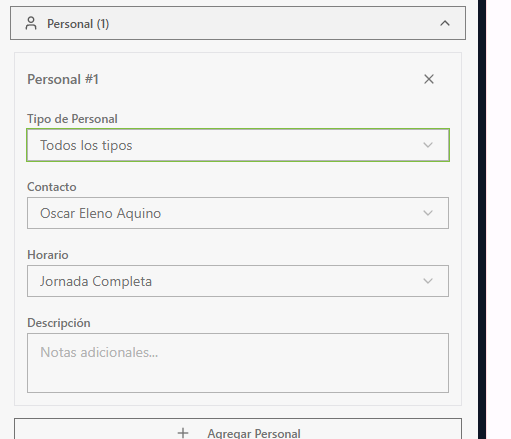 Personal (1)
Personal #1
Tipo de Personal
Todos los tipos
Contacto
Oscar Eleno Aquino
Horario
Jornada Completa
Descripción
Notas adicionales...
Agregar Personal